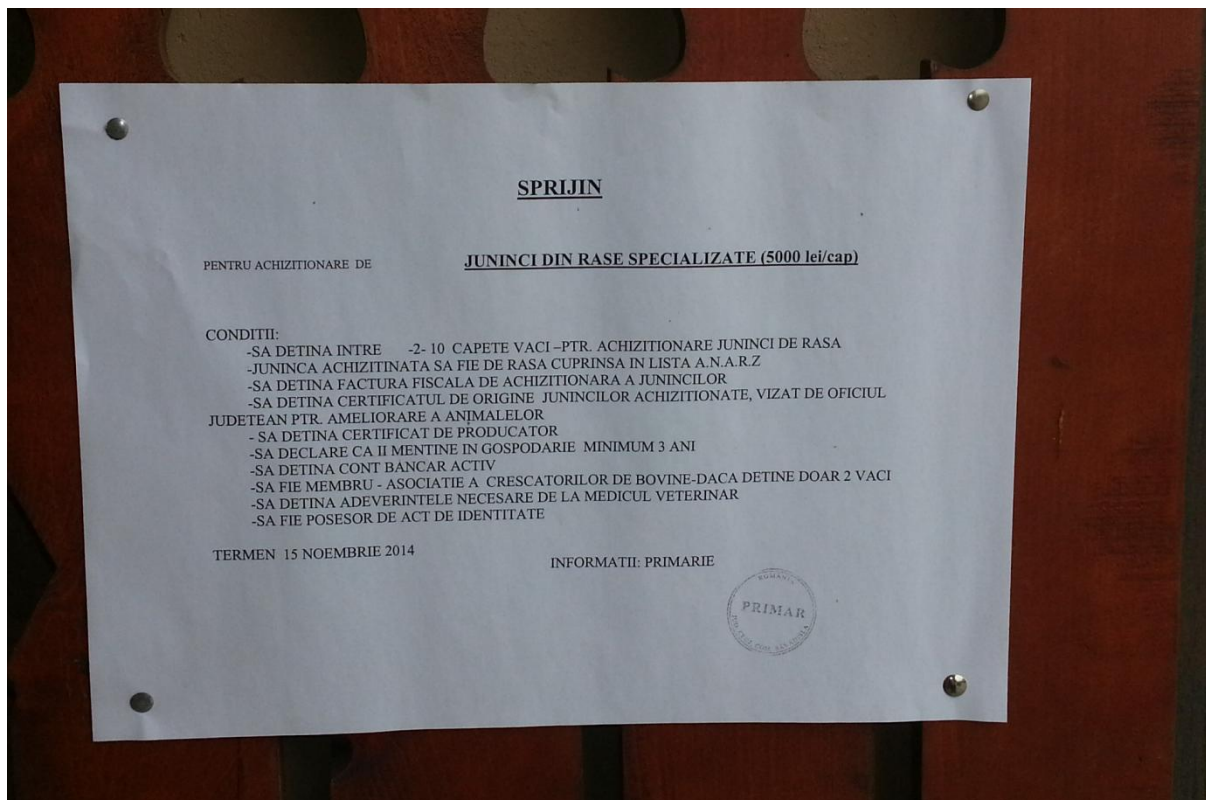 SPRIJIN
PENTRU ACHIZITIONARE DE JUNINCI DIN RASE SPECIALIZATE (5000 lei/cap)
CONDITII:
-SA DETINA INTRE -2- 10 CAPETE VACI –PTR. ACHIZITIONARE JUNINCI DE RASA
-JUNINCA ACHIZITINATA SA FIE DE RASA CUPRINSA IN LISTA A.N.A.R.Z
-SA DETINA FACTURA FISCALA DE ACHIZITIONARA A JUNINCILOR
-SA DETINA CERTIFICATUL DE ORIGINE JUNINCILOR ACHIZITIONATE, VIZAT DE OFICIUL
JUDETEAN PTR. AMELIORARE A ANIMALELOR
- SA DETINA CERTIFICAT DE PRODUCATOR
-SA DECLARE CA II MENTINE IN GOSPODARIE MINIMUM 3 ANI
-SA DETINA CONT BANCAR ACTIV
-SA FIE MEMBRU - ASOCIATIE A CRESCATORILOR DE BOVINE-DACA DETINE DOAR 2 VACI
-SA DETINA ADEVERINTELE NECESARE DE LA MEDICUL VETERINAR
-SA FIE POSESOR DE ACT DE IDENTITATE
TERMEN 15 NOEMBRIE 2014 INFORMATII: PRIMARIE
ROMANIA
PRIMAR